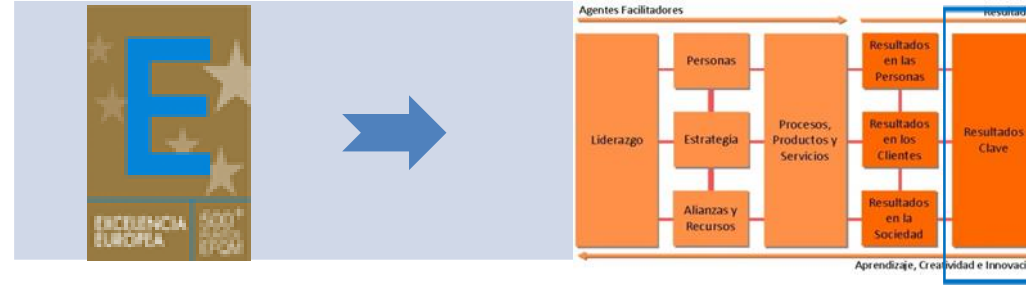 E
EXCELENCIA
EUROPEA
500+
EFQM
Agentes Facilitadores
Liderazgo
Personas
Estrategia
Alianzas y
Recursos
Procesos,
Productos y
Servicios
Resultados
en las
Personas
Resultados
en los
Clientes
Resultados
en la
Sociedad
Resultados
Clave
Aprendizaje, Creatividad e Innovaci